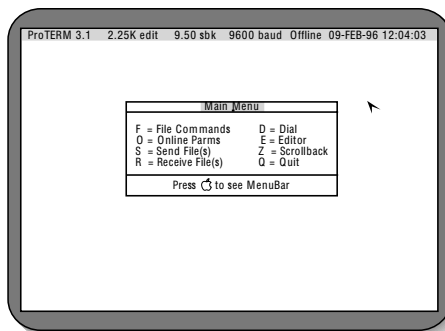 ProTERM 3.1 2.25K edit 9.50 sbk 9600 baud Offline 09-FEB-96 12:04:03
Main Menu
F = File Commands D = Dial
O = Online Parms E = Editor
S = Send File(s) Z = Scrollback
R = Receive File(s) Q = Quit
Press to see MenuBar